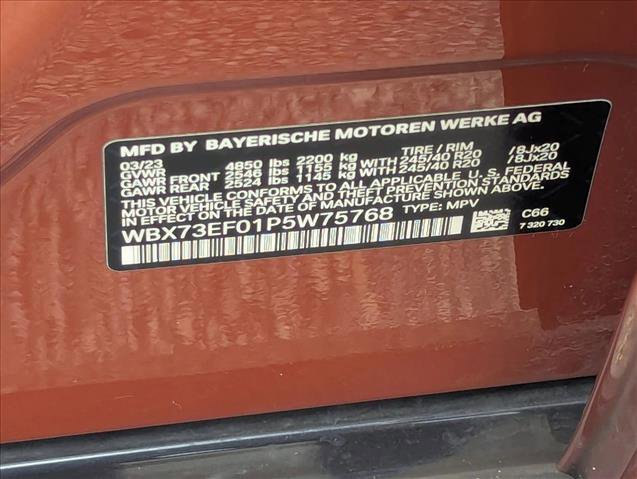 MFD BY BAYERISCHE MOTOREN WERKE AG
03/23 TIRE / RIM
GVWR 4850 lbs 2200 kg
GAWR FRONT 2546 lbs 1155 kg WITH 245/40 R20 /8Jx20
GAWR REAR 2524 lbs 1145 kg WITH 245/40 R20 /8Jx20
THIS VEHICLE CONFORMS TO ALL APPLICABLE U. S. FEDERAL
MOTOR VEHICLE SAFETY AND THEFT PREVENTION STANDARDS
IN EFFECT ON THE DATE OF MANUFACTURE SHOWN ABOVE.
WBX73EF01P5W75768 TYPE: MPV
C66
7 320 730